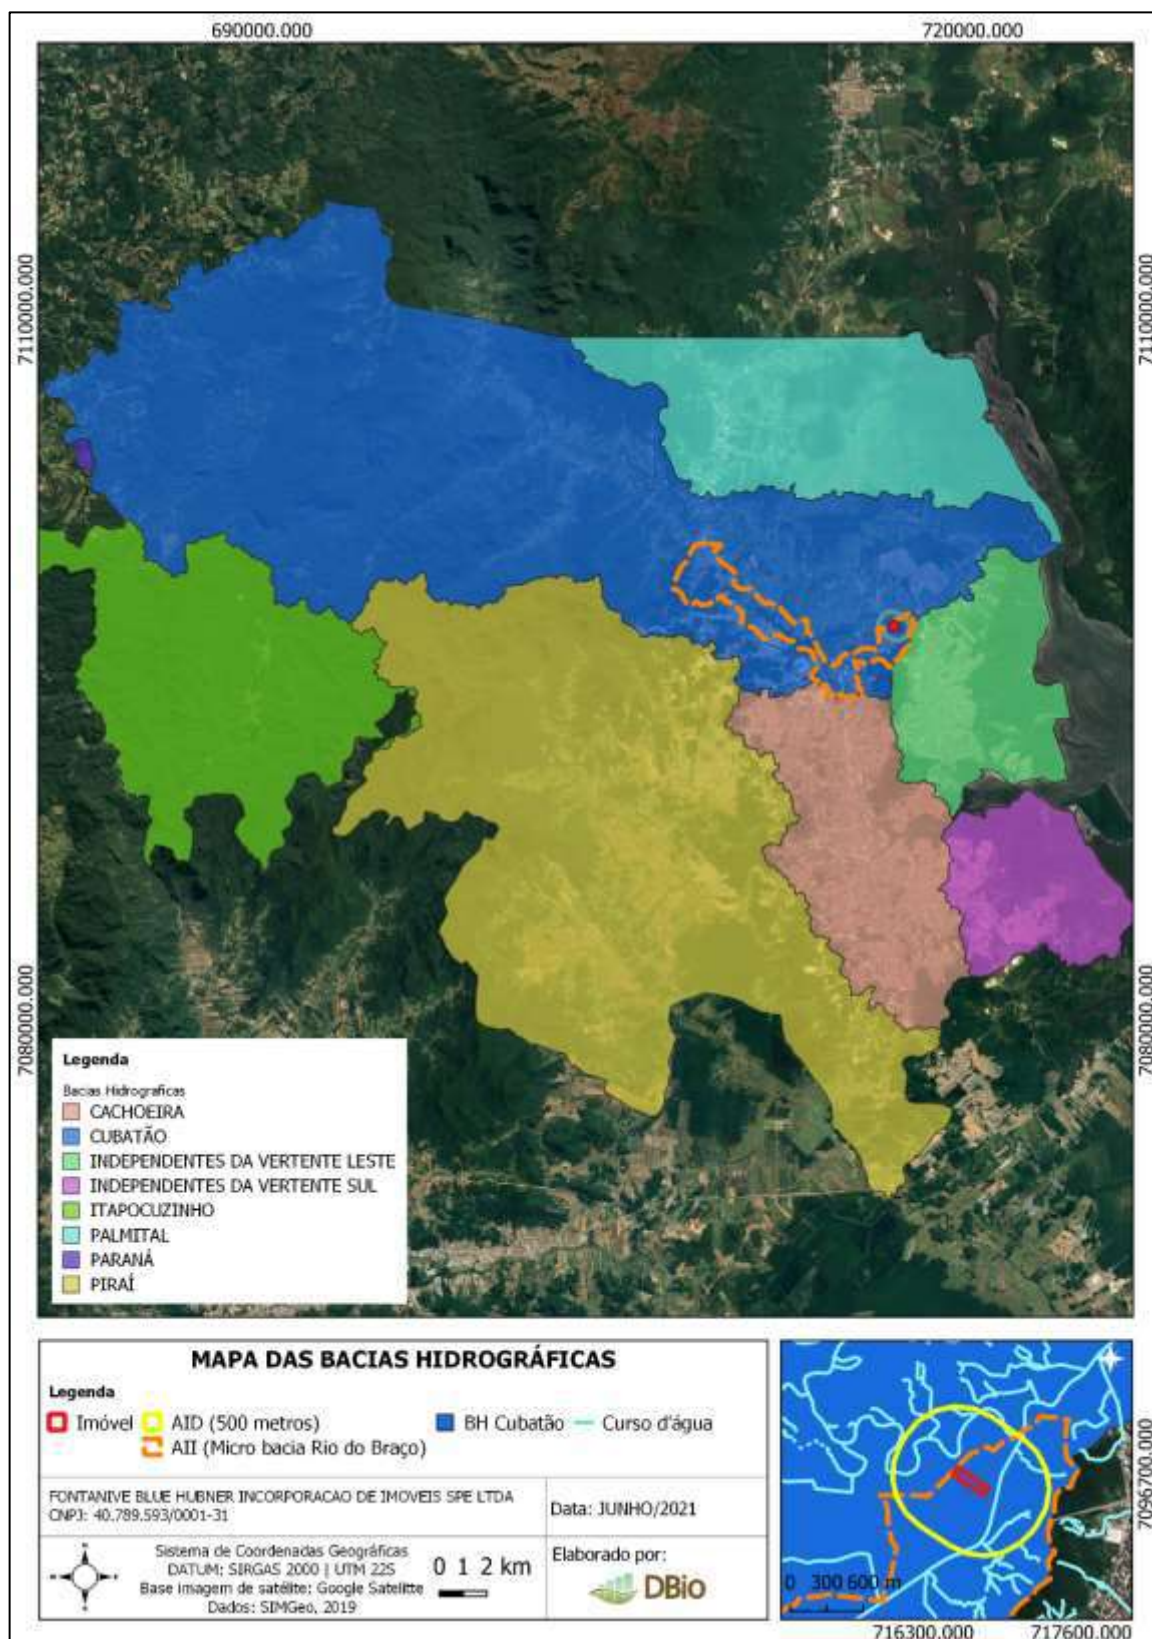 690000.000 720000.000
7110000.000 7110000.000
7080000.000 7080000.000
Legenda
Bacias Hidrograficas
CACHOEIRA
CUBATÃO
INDEPENDENTES DA VERTENTE LESTE
INDEPENDENTES DA VERTENTE SUL
ITAPOCUZINHO
PALMITAL
PARANÁ
PIRAÍ
MAPA DAS BACIAS HIDROGRÁFICAS
Legenda
Imóvel AID (500 metros) BH Cubatão Curso d'água
AII (Micro bacia Rio do Braço)
FONTANIVE BLUE HUBNER INCORPORACAO DE IMOVEIS SPE LTDA
CNPJ: 40.789.593/0001-31
Data: JUNHO/2021
Sistema de Coordenadas Geográficas
DATUM: SIRGAS 2000 | UTM 22S
Base imagem de satélite: Google Satelitte
Dados: SIMGeo, 2019
0 1 2 km
Elaborado por:
DBio
0 300 600 m
7096700.000
716300.000 717600.000